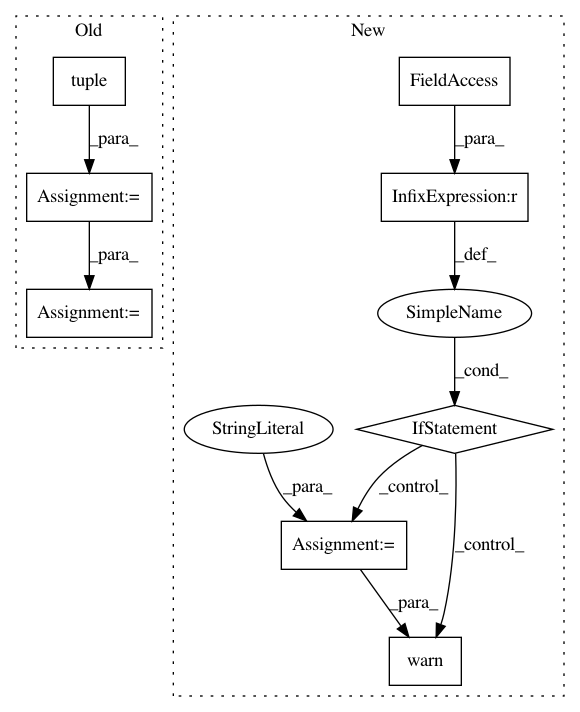 Old
New
tuple
FieldAccess
_para_
_para_
Assignment:=
InfixExpression:r
_para_
_def_
Assignment:=
SimpleName
_cond_
StringLiteral
IfStatement
_para_
_control_
_control_
Assignment:=
_para_
warn